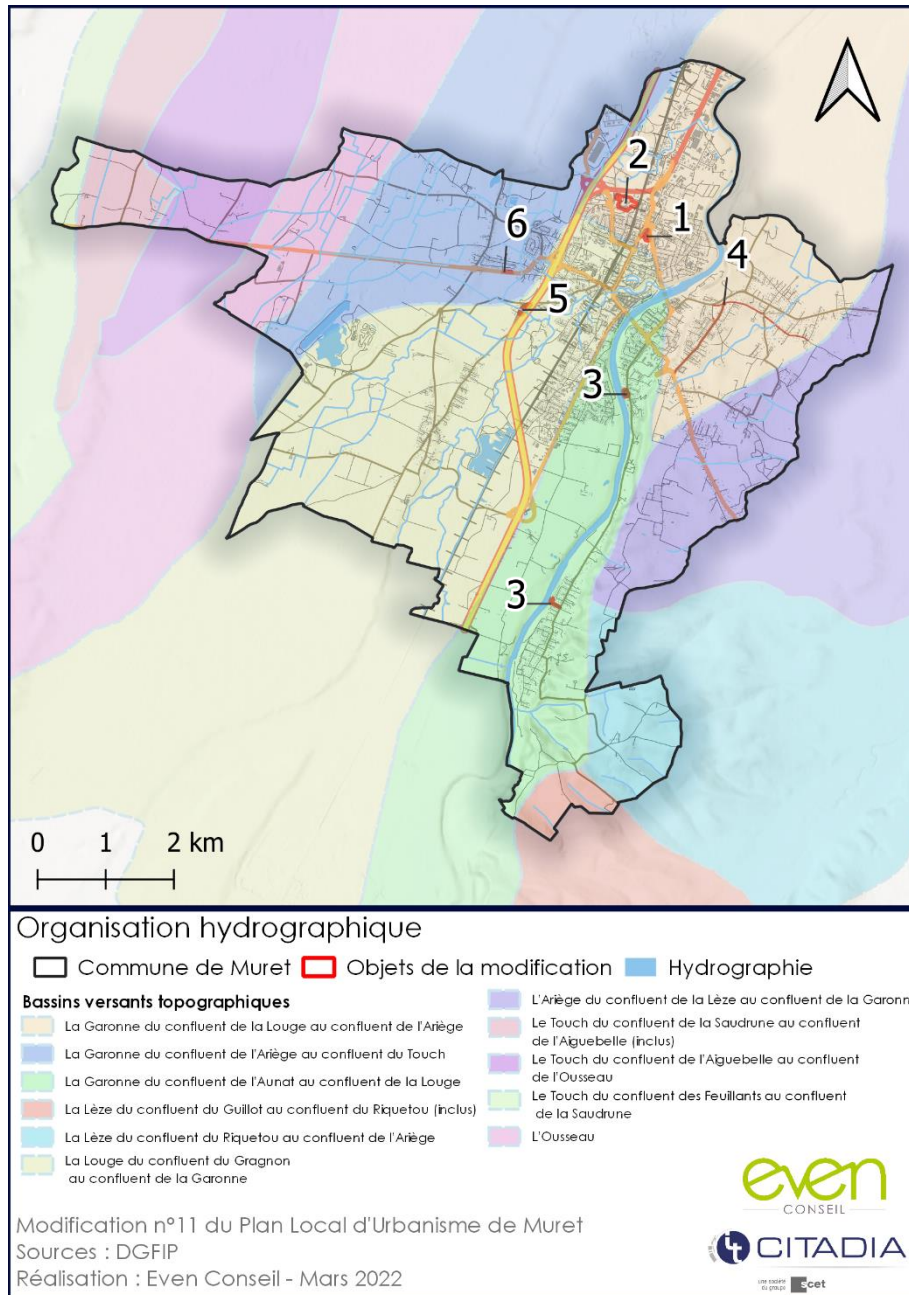 2
1
6
4
5
3
3
0 1 2 km
Organisation hydrographique
Commune de Muret
Objets de la modification
Hydrographie
Bassins versants topographiques
La Garonne du confluent de la Louge au confluent de l'Ariège
La Garonne du confluent de l'Ariège au confluent du Touch
La Garonne du confluent de l'Aunat au confluent de la Louge
La Lèze du confluent du Guillot au confluent du Riquetou (inclus)
La Lèze du confluent du Riquetou au confluent de l'Ariège
La Louge du confluent du Gragnon
au confluent de la Garonne
L'Ariège du confluent de la Lèze au confluent de la Garonn
Le Touch du confluent de la Saudrune au confluent
de l'Aiguebelle (inclus)
Le Touch du confluent de l'Aiguebelle au confluent
de l'Ousseau
Le Touch du confluent des Feuillants au confluent
de la Saudrune
L'Ousseau
Modification n°11 du Plan Local d'Urbanisme de Muret
Sources : DGFIP
Réalisation : Even Conseil - Mars 2022
even
CONSEIL
CITADIA
une société
du groupe
scet